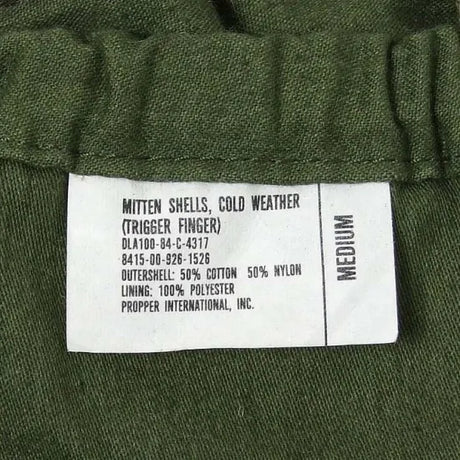 MITTEN SHELLS, COLD WEATHER
(TRIGGER FINGER)
DLA100-84-C-4317
8415-00-926-1526
OUTERSHELL: 50% COTTON 50% NYLON
LINING: 100% POLYESTER
PROPPER INTERNATIONAL, INC.
MEDIUM